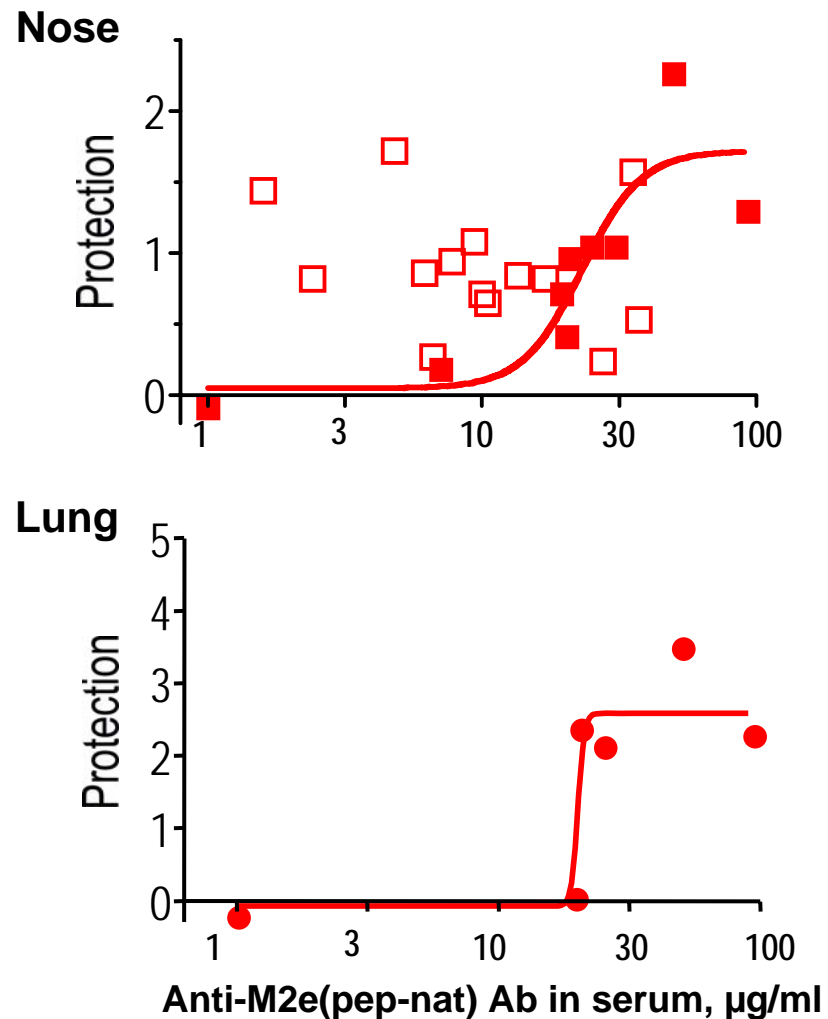 Nose
Protection
2
1
0
1 3 10 30 100
Lung
Protection
5
4
3
2
1
0
1 3 10 30 100
Anti-M2e(pep-nat) Ab in serum, µg/ml